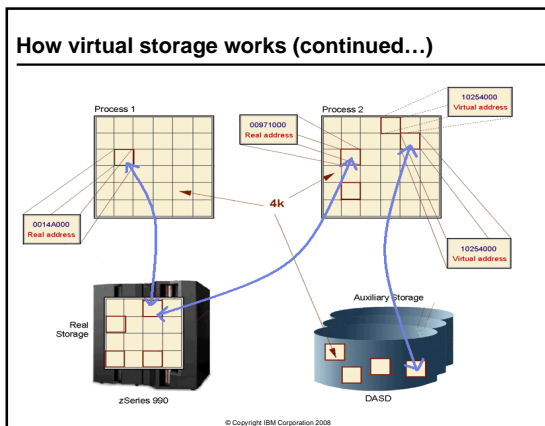 How virtual storage works (continued…)
Process 1
Process 2
10254000
Virtual address
00971000
Real address
4k
0014A000
Real address
10254000
Virtual address
Real
Storage
Auxiliary Storage
zSeries 990
DASD
© Copyright IBM Corporation 2008